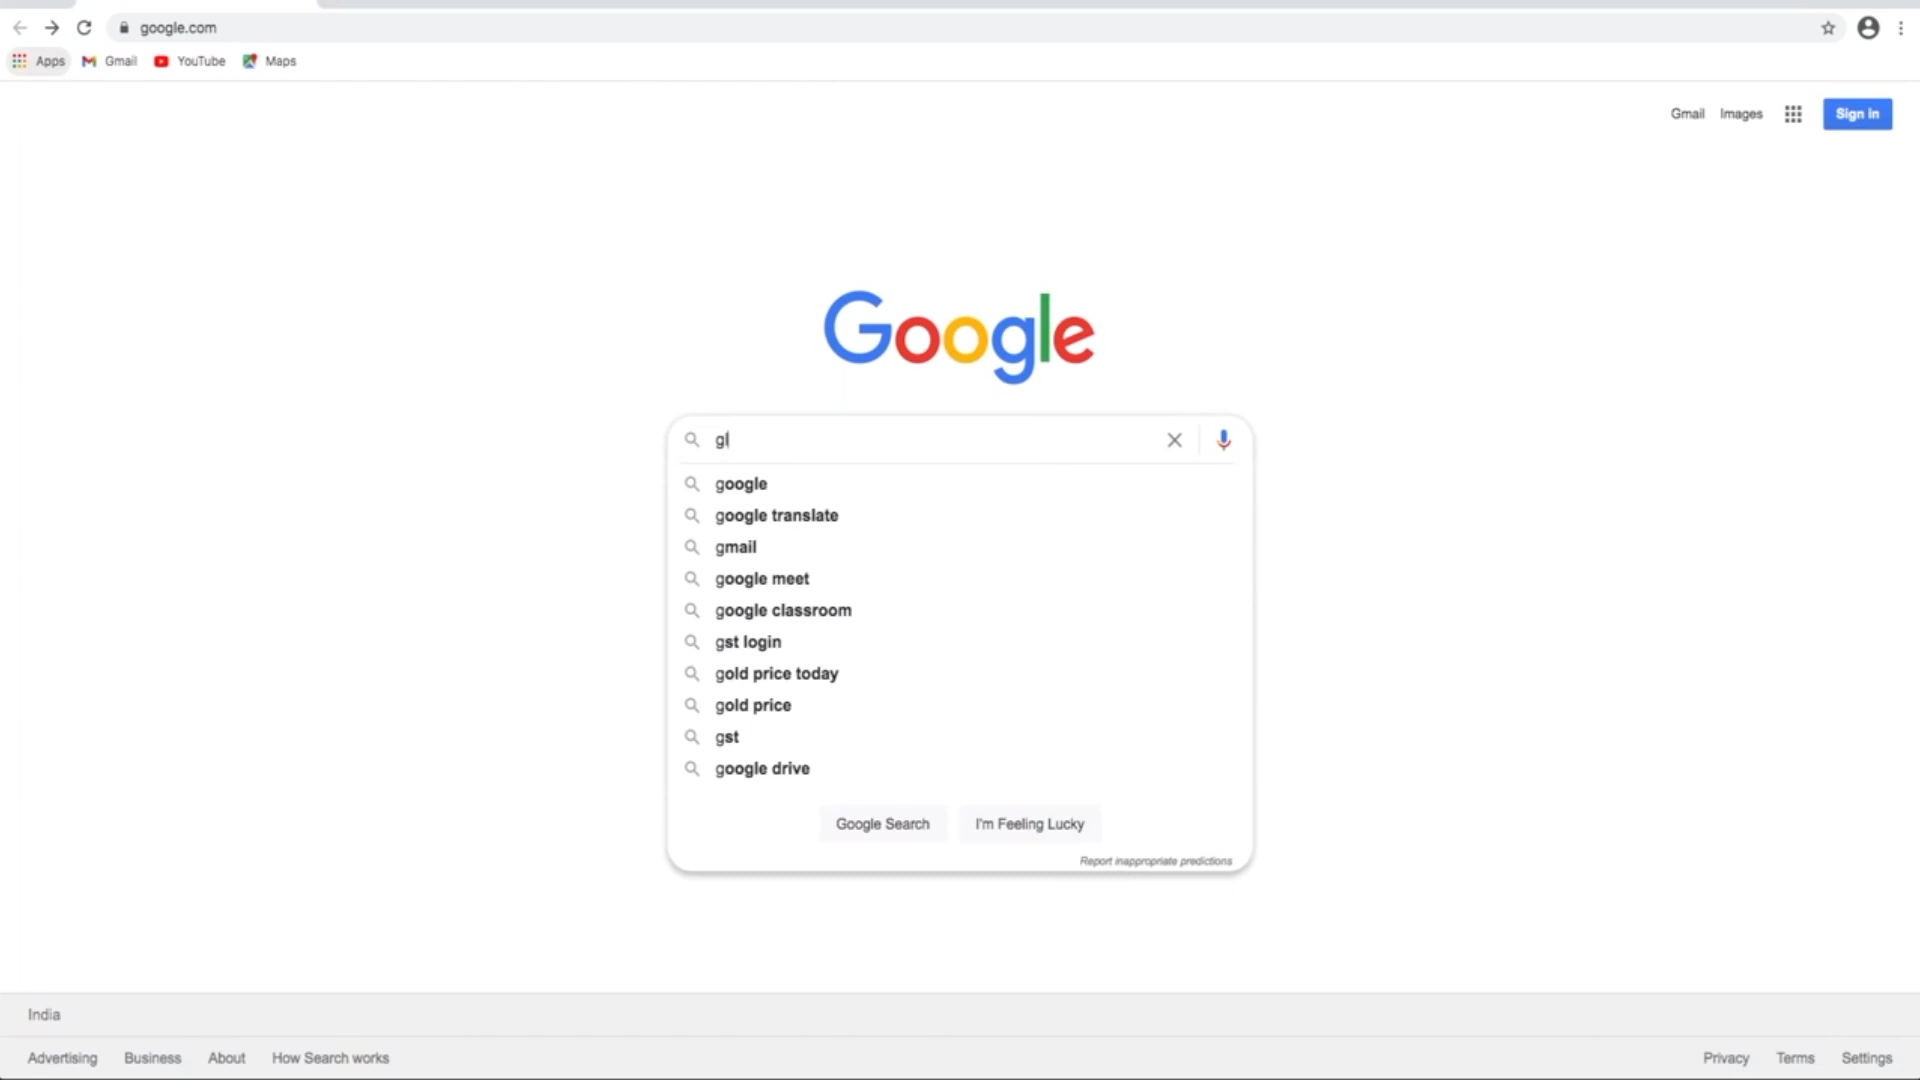 google.com
Apps Gmail YouTube Maps
Gmail Images Sign in
Google
gl
google
google translate
gmail
google meet
google classroom
gst login
gold price today
gold price
gst
google drive
Google Search I'm Feeling Lucky
Report inappropriate predictions
India
Advertising Business About How Search works Privacy Terms Settings